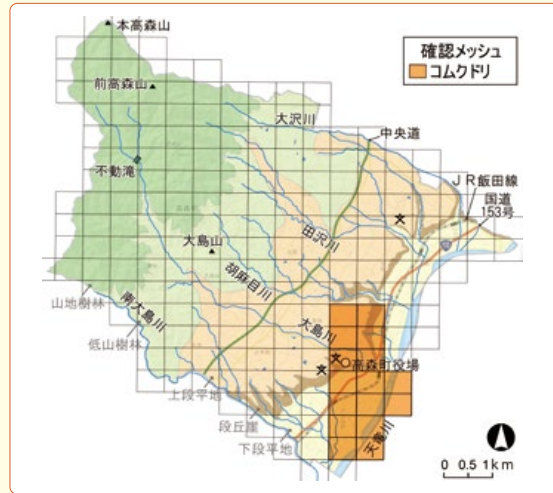 本高森山
前高森山
確認メッシュ
コムクドリ
大沢川
中央道
不動滝
JR飯田線
国道
153号
田沢川
大島山
胡麻目川
山地樹林
南大島川
大島川
低山樹林
高森町役場
上段平地
段丘崖
下段平地
天竜川
0 0.5 1km